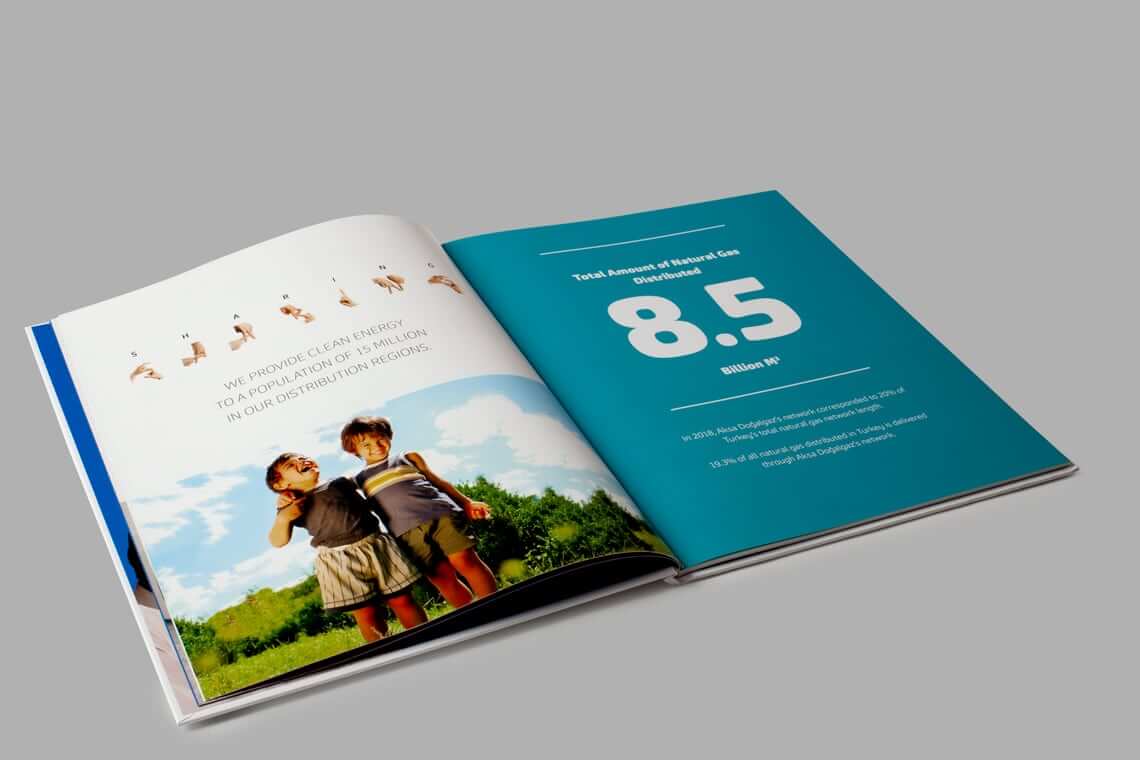 S H A R I N G
WE PROVIDE CLEAN ENERGY
TO A POPULATION OF 15 MILLION
IN OUR DISTRIBUTION REGIONS.
Total Amount of Natural Gas
Distributed
8.5
Billion M³
In 2018, Aksa Doğalgaz's network corresponded to 20% of
Turkey's total natural gas network length.
19.3% of all natural gas distributed in Turkey is delivered
through Aksa Doğalgaz's network.